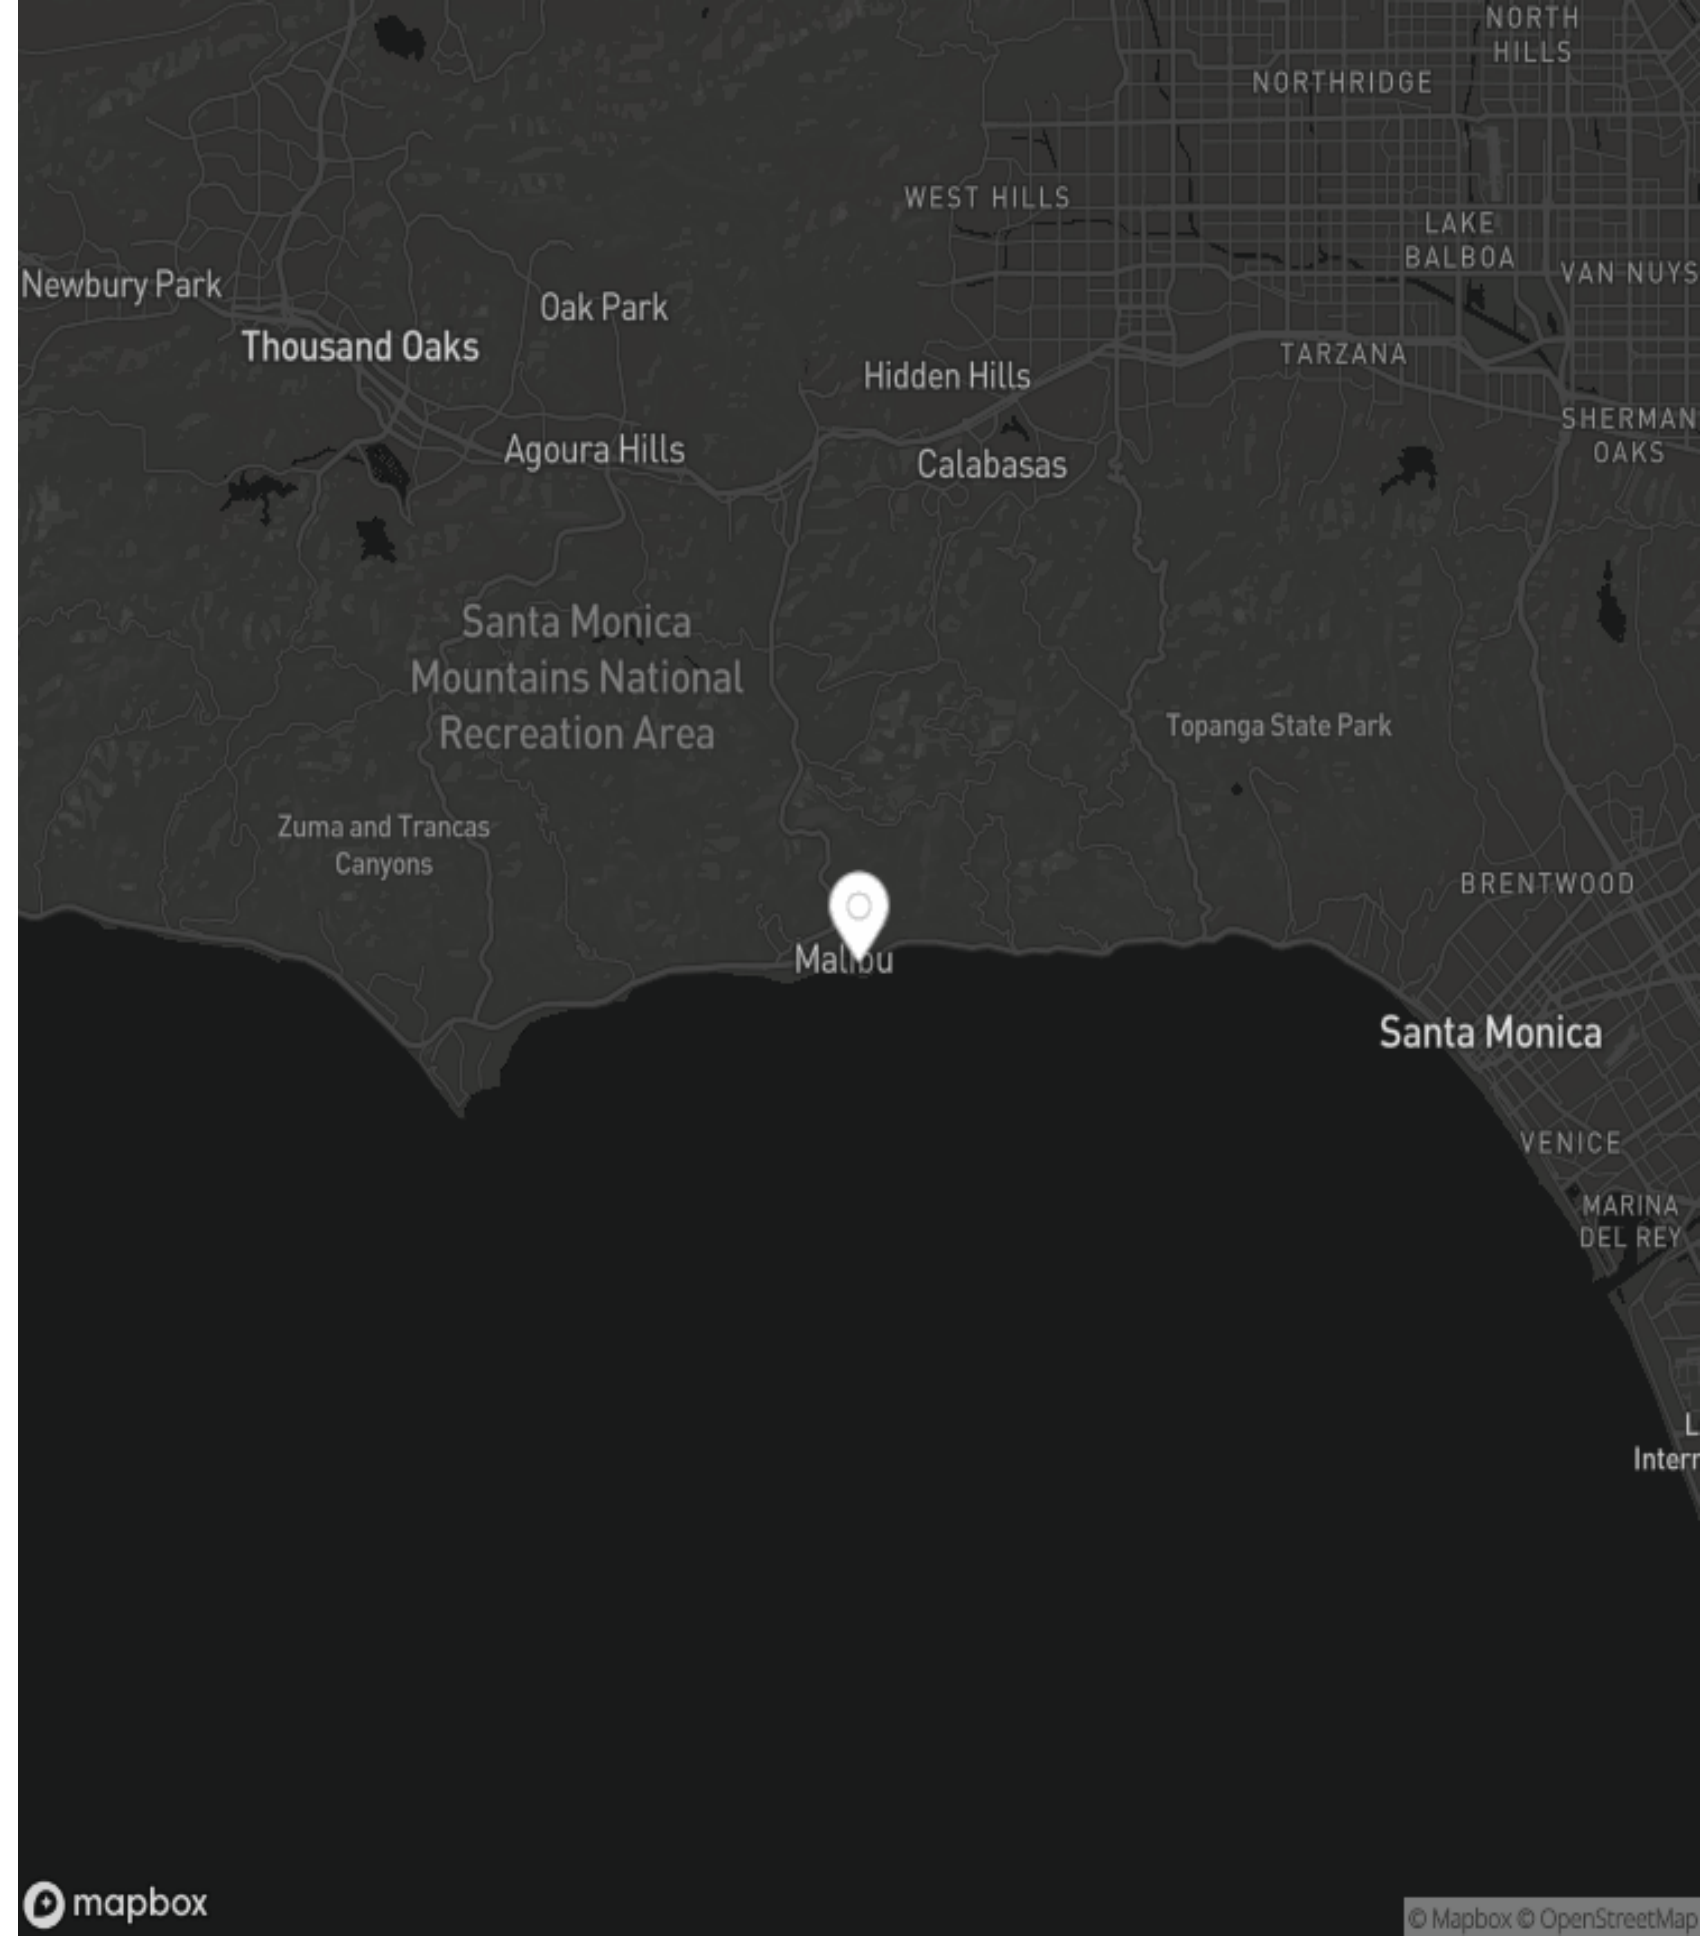 NORTH
HILLS
NORTHRIDGE
WEST HILLS
LAKE
BALBOA
VAN NUYS
Newbury Park
Oak Park
Thousand Oaks
TARZANA
Hidden Hills
SHERMAN
OAKS
Agoura Hills
Calabasas
Santa Monica
Mountains National
Recreation Area
Topanga State Park
Zuma and Trancas
Canyons
BRENTWOOD
Malibu
Santa Monica
VENICE
MARINA
DEL REY
L
Intern
mapbox
© Mapbox © OpenStreetMap